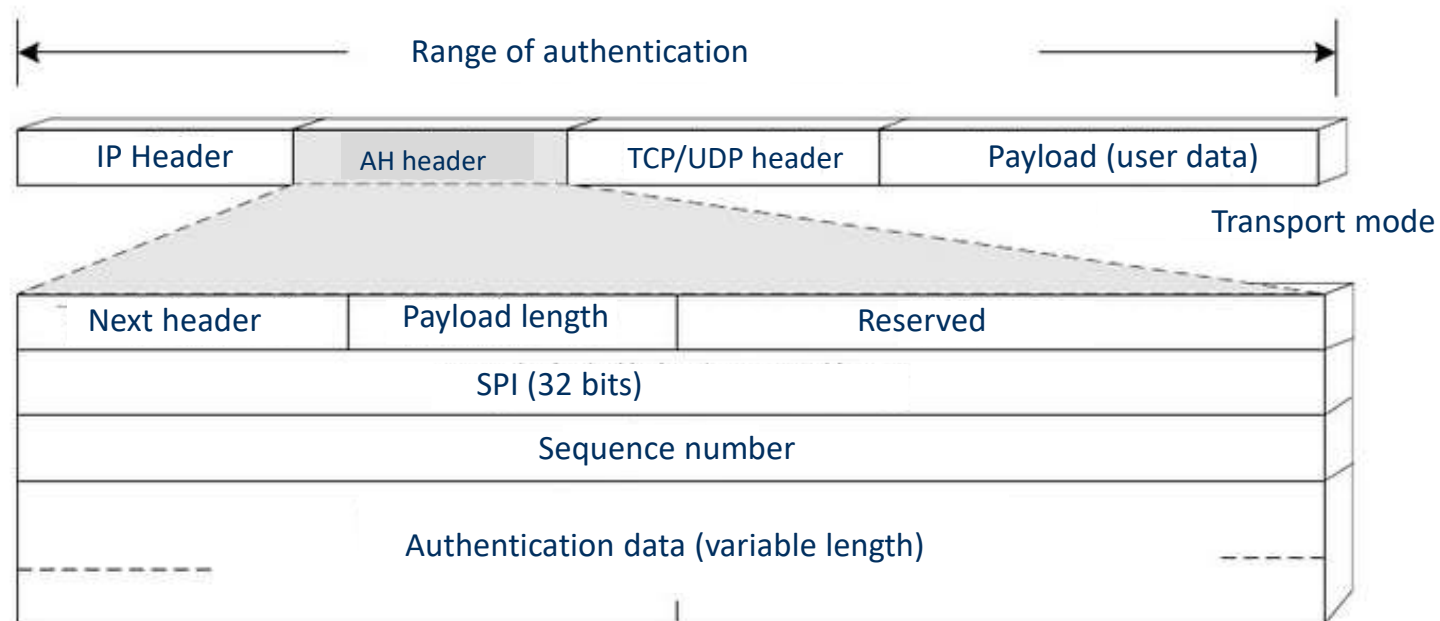 Range of authentication
IP Header
AH header
TCP/UDP header
Payload (user data)
Transport mode
Next header
Payload length
Reserved
SPI (32 bits)
Sequence number
Authentication data (variable length)